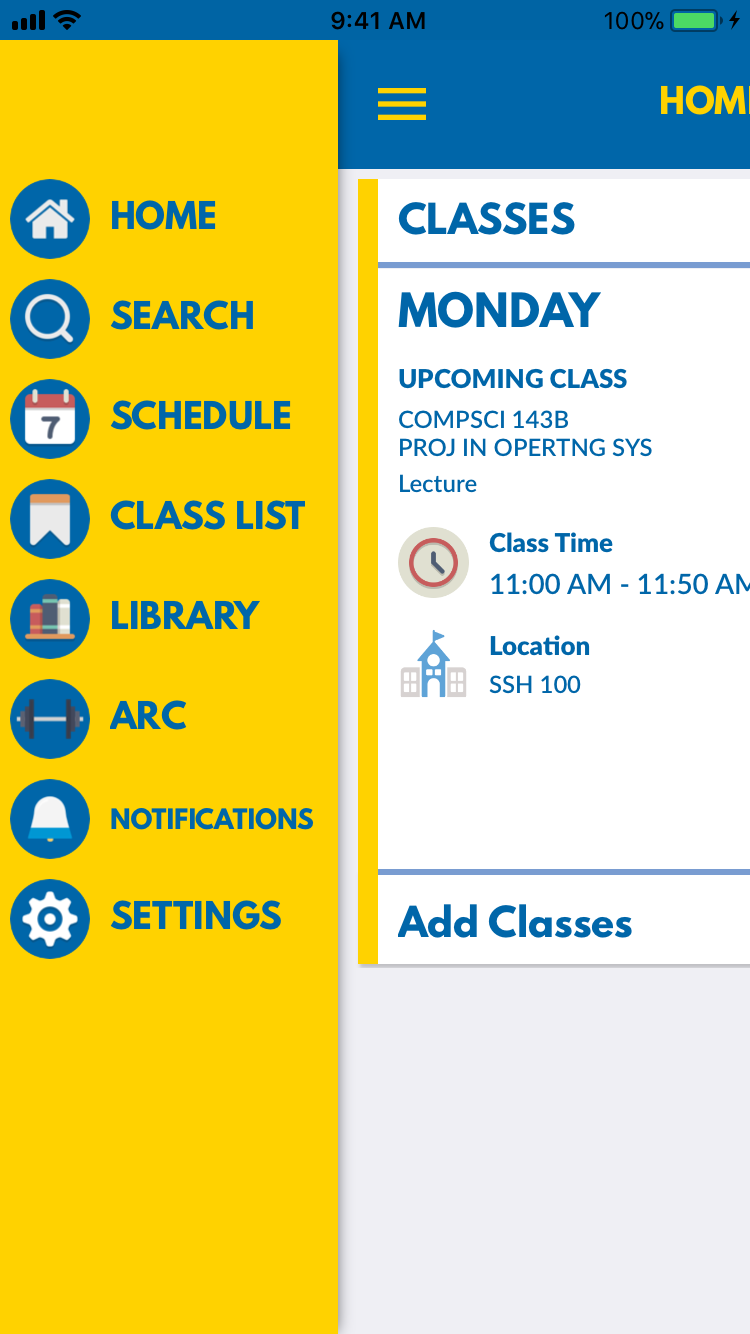 9:41 AM
100%
HOME
SEARCH
SCHEDULE
7
CLASS LIST
LIBRARY
ARC
NOTIFICATIONS
SETTINGS
HOM
CLASSES
MONDAY
UPCOMING CLASS
COMPSCI 143B
PROJ IN OPERTNG SYS
Lecture
Class Time
11:00 AM - 11:50 AM
Location
SSH 100
Add Classes